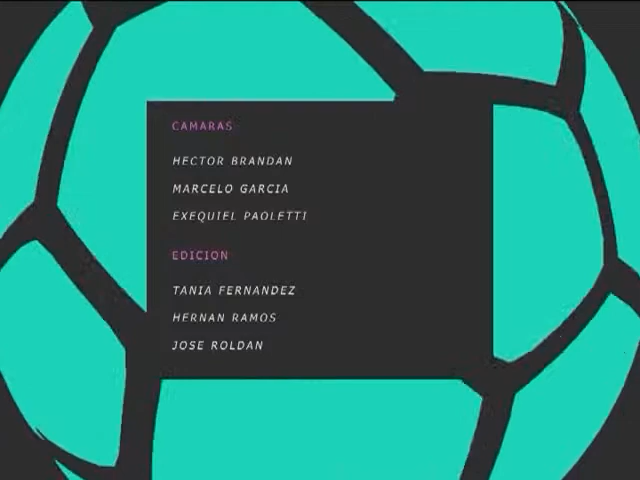 CAMARAS
HECTOR BRANDAN
MARCELO GARCIA
EXEQUIEL PAOLETTI
EDICION
TANIA FERNANDEZ
HERNAN RAMOS
JOSE ROLDAN